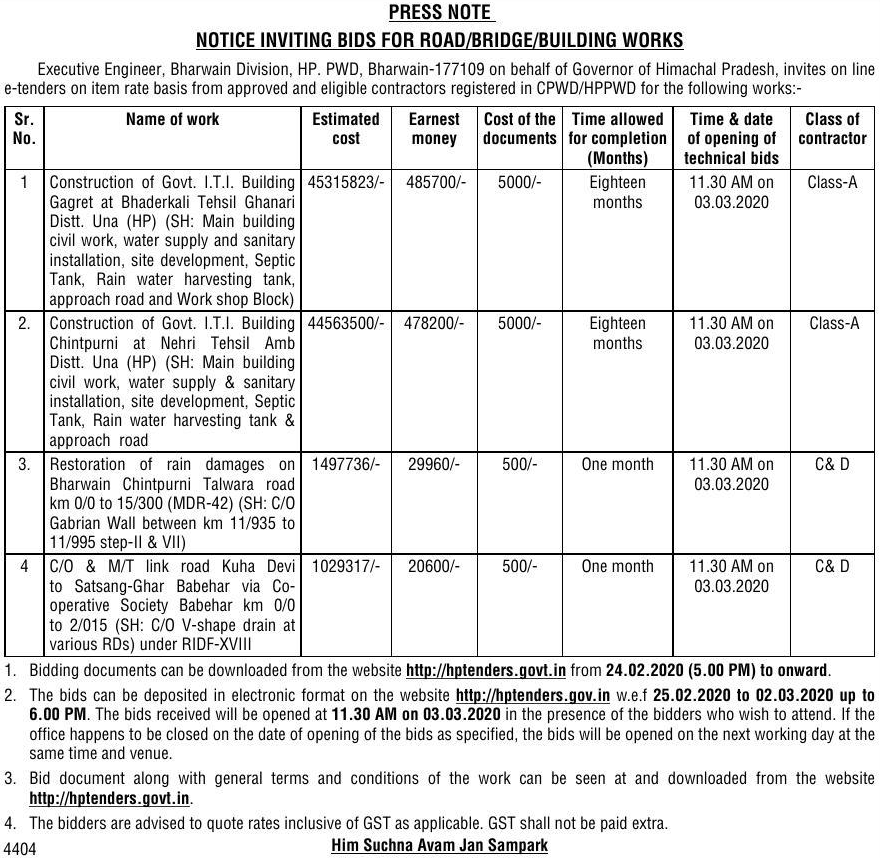 PRESS NOTE
NOTICE INVITING BIDS FOR ROAD/BRIDGE/BUILDING WORKS
Executive Engineer, Bharwain Division, HP. PWD, Bharwain-177109 on behalf of Governor of Himachal Pradesh, invites on line
e-tenders on item rate basis from approved and eligible contractors registered in CPWD/HPPWD for the following works:-
Sr. Name of work Estimated Earnest Cost of the Time allowed Time & date Class of
No. cost money documents for completion of opening of contractor
(Months) technical bids
1 Construction of Govt. I.T.I. Building 45315823/- 485700/- 5000/- Eighteen 11.30 AM on Class-A
Gagret at Bhaderkali Tehsil Ghanari months 03.03.2020
Distt. Una (HP) (SH: Main building
civil work, water supply and sanitary
installation, site development, Septic
Tank, Rain water harvesting tank,
approach road and Work shop Block)
2. Construction of Govt. I.T.I. Building 44563500/- 478200/- 5000/- Eighteen 11.30 AM on Class-A
Chintpurni at Nehri Tehsil Amb months 03.03.2020
Distt. Una (HP) (SH: Main building
civil work, water supply & sanitary
installation, site development, Septic
Tank, Rain water harvesting tank &
approach road
3. Restoration of rain damages on 1497736/- 29960/- 500/- One month 11.30 AM on C& D
Bharwain Chintpurni Talwara road 03.03.2020
km 0/0 to 15/300 (MDR-42) (SH: C/O
Gabrian Wall between km 11/935 to
11/995 step-II & VII)
4 C/O & M/T link road Kuha Devi 1029317/- 20600/- 500/- One month 11.30 AM on C& D
to Satsang-Ghar Babehar via Co- 03.03.2020
operative Society Babehar km 0/0
to 2/015 (SH: C/O V-shape drain at
various RDs) under RIDF-XVIII
1. Bidding documents can be downloaded from the website http://hptenders.govt.in from 24.02.2020 (5.00 PM) to onward.
2. The bids can be deposited in electronic format on the website http://hptenders.gov.in w.e.f 25.02.2020 to 02.03.2020 up to
6.00 PM. The bids received will be opened at 11.30 AM on 03.03.2020 in the presence of the bidders who wish to attend. If the
office happens to be closed on the date of opening of the bids as specified, the bids will be opened on the next working day at the
same time and venue.
3. Bid document along with general terms and conditions of the work can be seen at and downloaded from the website
http://hptenders.govt.in.
4. The bidders are advised to quote rates inclusive of GST as applicable. GST shall not be paid extra.
4404 Him Suchna Avam Jan Sampark